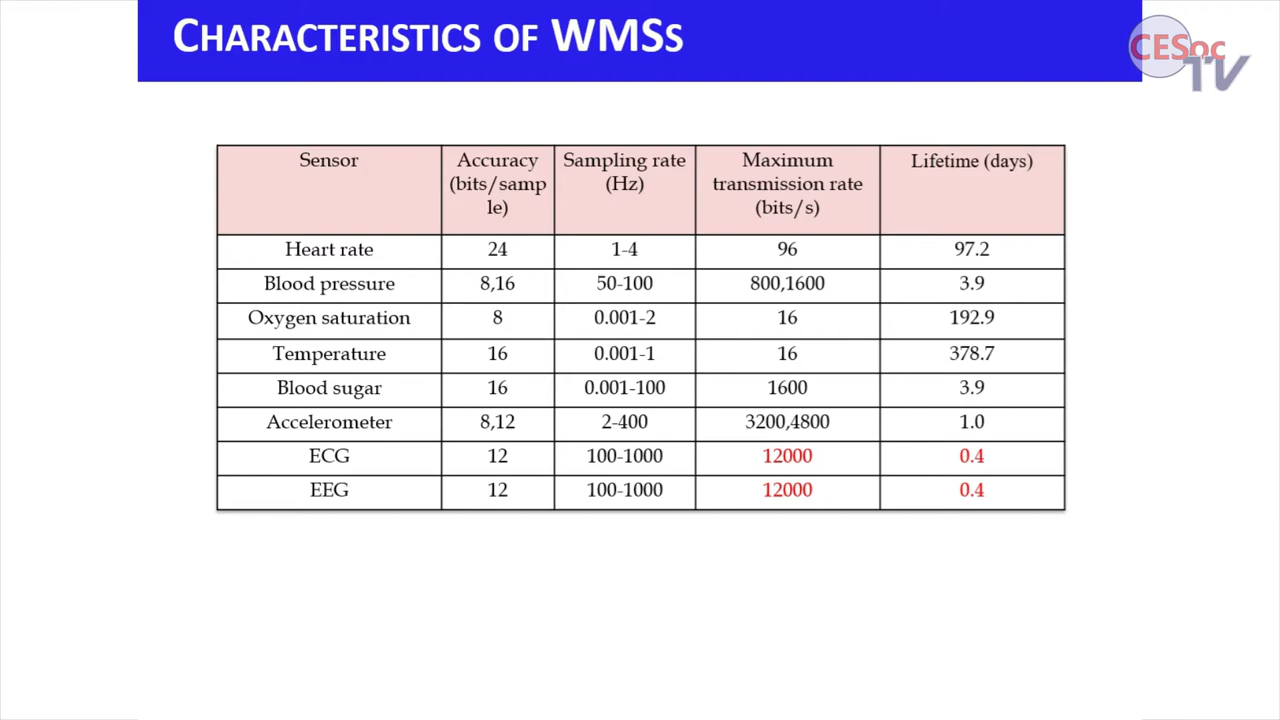 CHARACTERISTICS OF WMSS
CESoc
TV
Sensor
Accuracy
(bits/samp
le)
Sampling rate
(Hz)
Maximum
transmission rate
(bits/s)
Lifetime (days)
Heart rate 24 1-4 96 97.2
Blood pressure 8,16 50-100 800,1600 3.9
Oxygen saturation 8 0.001-2 16 192.9
Temperature 16 0.001-1 16 378.7
Blood sugar 16 0.001-100 1600 3.9
Accelerometer 8,12 2-400 3200,4800 1.0
ECG 12 100-1000 12000 0.4
EEG 12 100-1000 12000 0.4